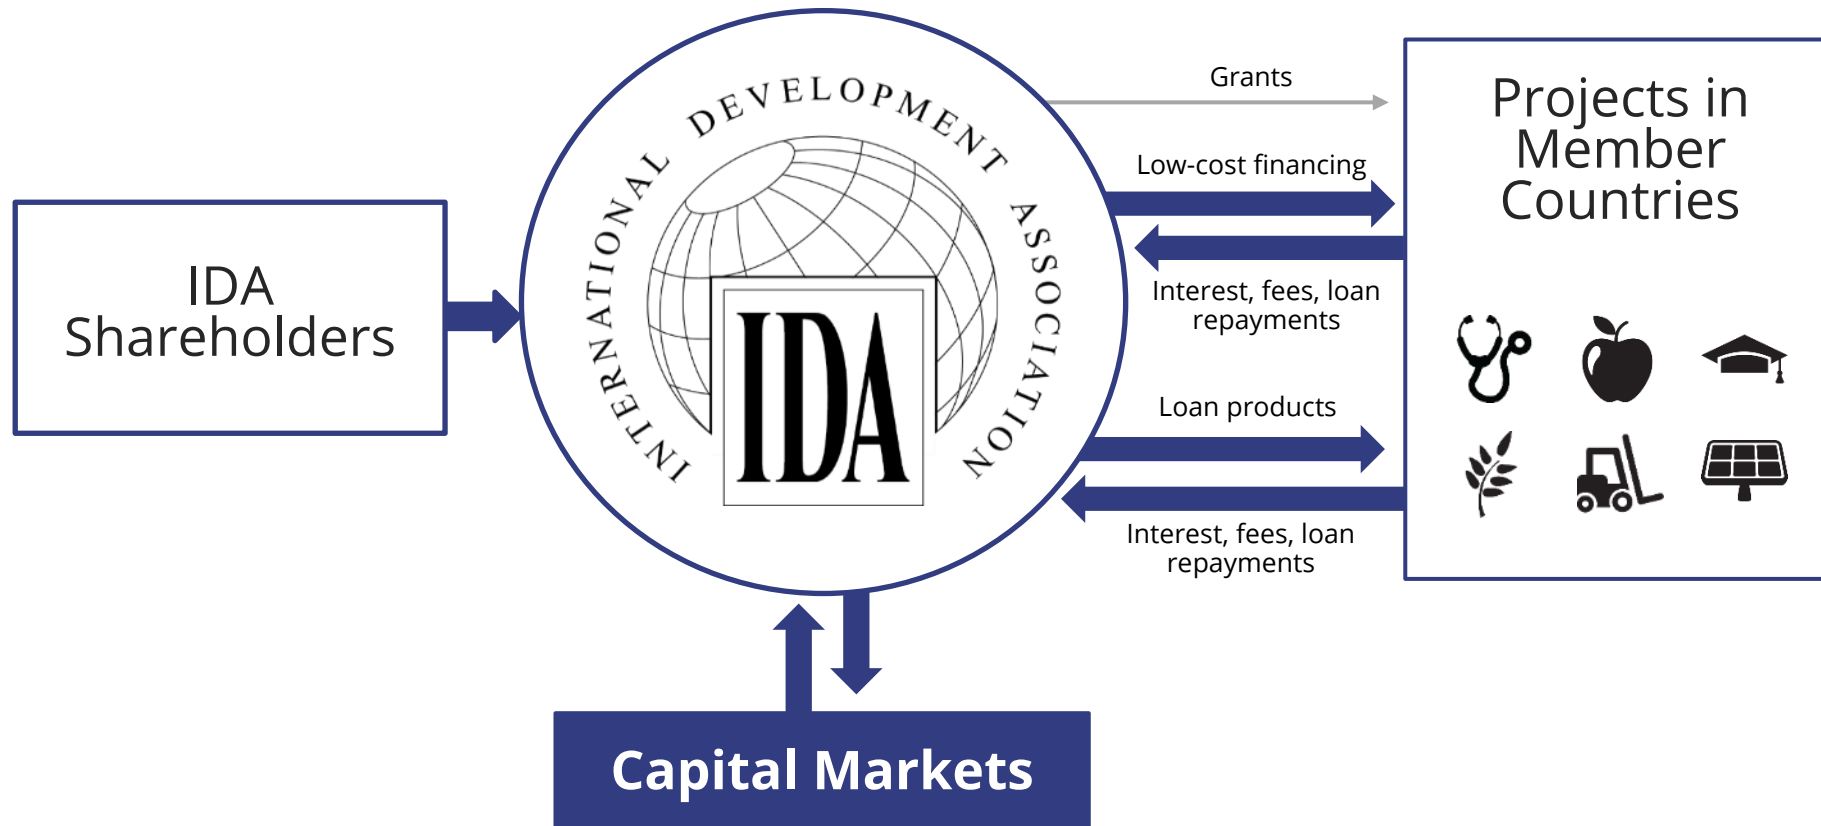 IDA
Shareholders
INTERNATIONAL DEVELOPMENT ASSOCIATION
IDA
Grants
Low-cost financing
Interest, fees, loan
repayments
Loan products
Interest, fees, loan
repayments
Projects in
Member
Countries
Capital Markets